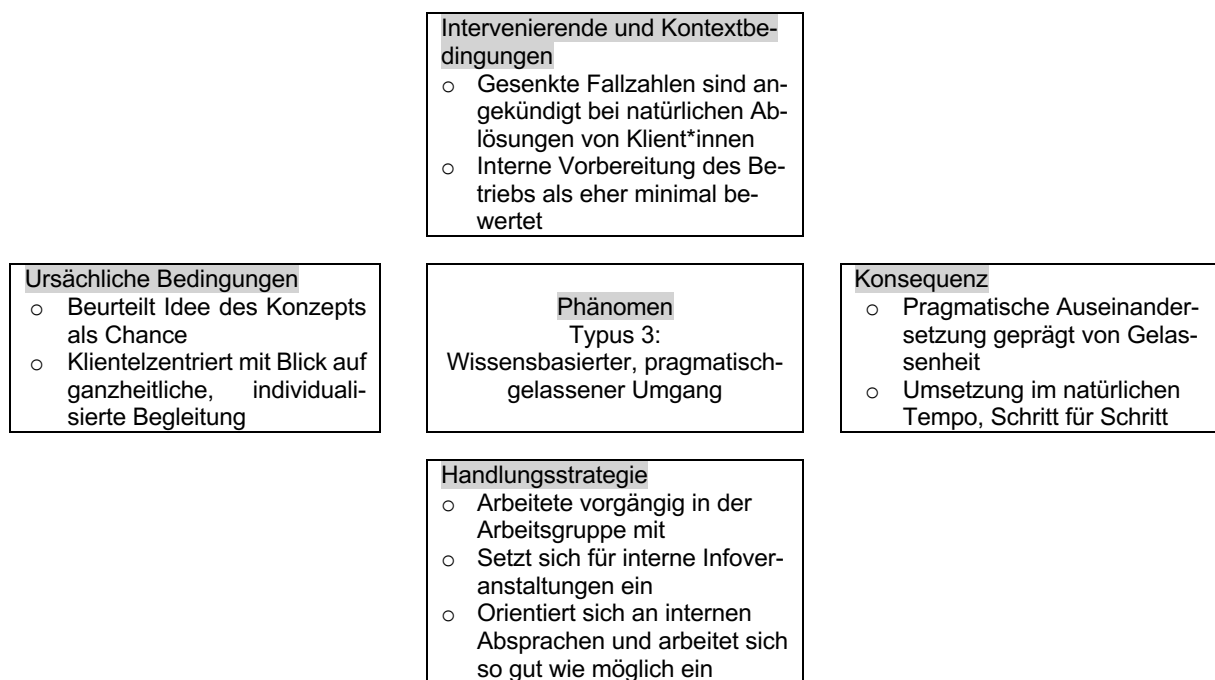 Intervenierende und Kontextbe-
dingungen
o Gesenkte Fallzahlen sind an-
gekündigt bei natürlichen Ab-
lösungen von Klient*innen
o Interne Vorbereitung des Be-
triebs als eher minimal be-
wertet
Ursächliche Bedingungen
o Beurteilt Idee des Konzepts
als Chance
o Klientelzentriert mit Blick auf
ganzheitliche, individuali-
sierte Begleitung
Phänomen
Typus 3:
Wissensbasierter, pragmatisch-
gelassener Umgang
Konsequenz
o Pragmatische Auseinander-
setzung geprägt von Gelas-
senheit
o Umsetzung im natürlichen
Tempo, Schritt für Schritt
Handlungsstrategie
o Arbeitete vorgängig in der
Arbeitsgruppe mit
o Setzt sich für interne Infover-
anstaltungen ein
o Orientiert sich an internen
Absprachen und arbeitet sich
so gut wie möglich ein